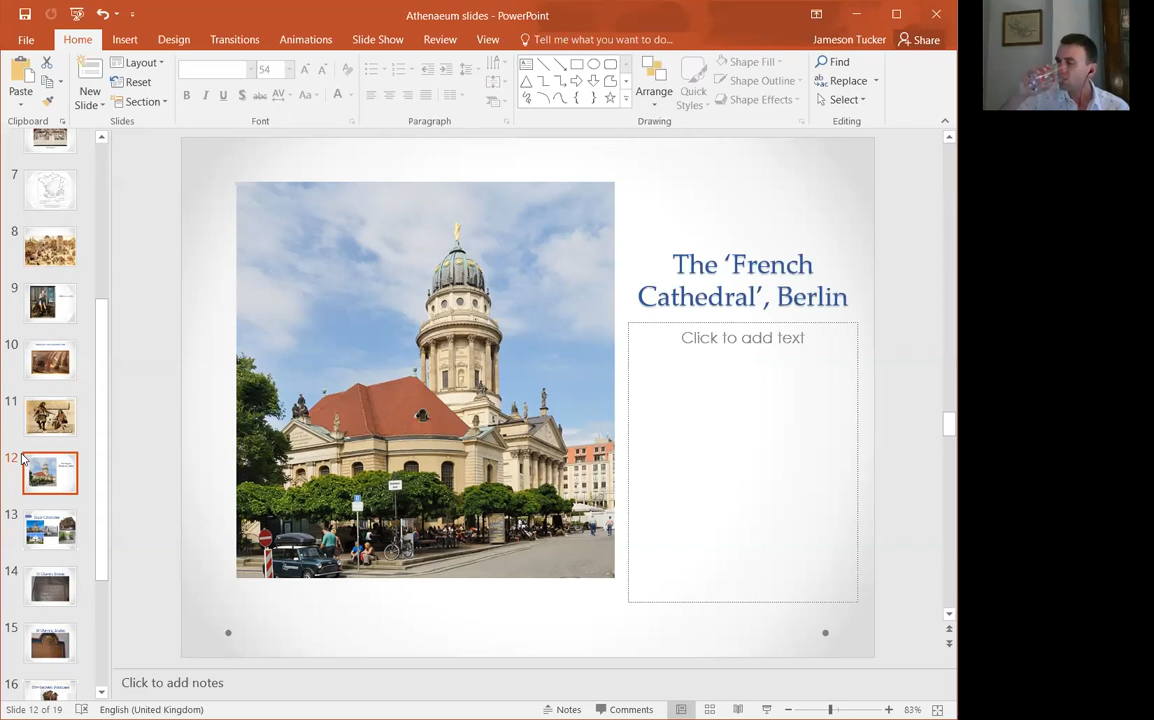 Athenaeum slides - PowerPoint
File
Home
Insert
Design
Transitions
Animations
Slide Show
Review
View
Tell me what you want to do...
Jameson Tucker
Share
Paste
New
Slide
Layout
Reset
Section
54
B I U S abc AV Aa A
Arrange
Quick
Styles
Shape Fill
Shape Outline
Shape Effects
Find
Replace
Select
Clipboard
Slides
Font
Paragraph
Drawing
Editing
7
8
9
10
11
12
13
14
15
16
The ‘French
Cathedral’, Berlin
Click to add text
Click to add notes
Slide 12 of 19
English (United Kingdom)
Notes
Comments
83%